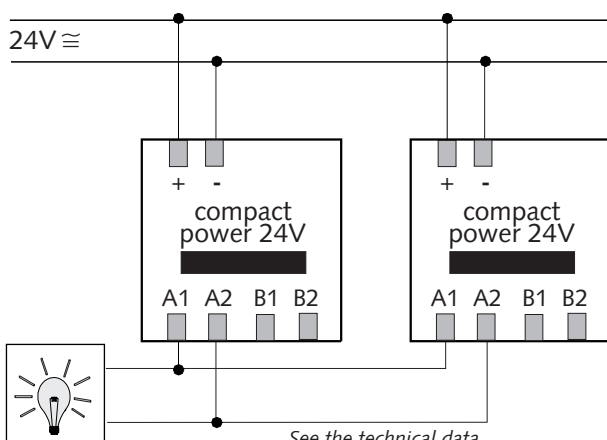 24V ≅
+ -
compact
power 24V
A1 A2 B1 B2
+ -
compact
power 24V
A1 A2 B1 B2
See the technical data